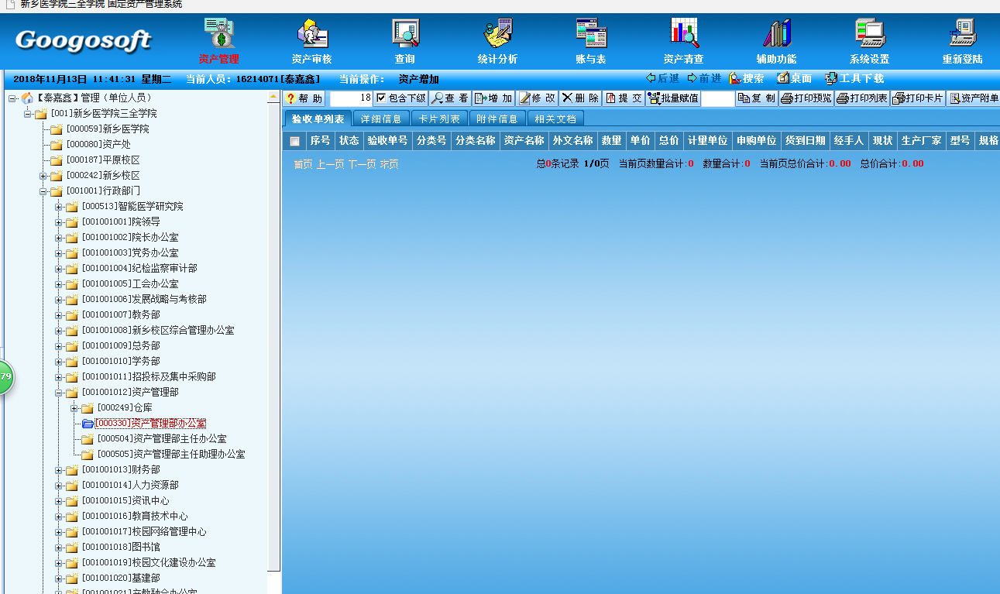 新乡医学院三全学院 固定资产管理系统
Googosoft
资产管理 资产审核 查询 统计分析 账与表 资产清查 辅助功能 系统设置 重新登陆
2018年11月13日 11:41:31 星期二 当前人员：16214071[秦嘉鑫] 当前操作： 资产增加 后退 前进 搜索 桌面 工具下载
帮 助 18 包含下级 查 看 增 加 修 改 删 除 提 交 批量赋值 复 制 打印预览 打印列表 打印卡片 资产附单
验收单列表 详细信息 卡片列表 附件信息 相关文档
序号 状态 验收单号 分类号 分类名称 资产名称 外文名称 数量 单价 总价 计量单位 申购单位 货到日期 经手人 现状 生产厂家 型号 规格
首页 上一页 下一页 末页 总0条记录 1/0页 当前页数量合计:0 数量合计:0 当前页总价合计:0.00 总价合计:0.00
【秦嘉鑫】管理（单位人员）
[001]新乡医学院三全学院
[000059]新乡医学院
[000080]资产处
[000187]平原校区
[000242]新乡校区
[001001]行政部门
[000513]智能医学研究院
[001001001]院领导
[001001002]院长办公室
[001001003]党务办公室
[001001004]纪检监察审计部
[001001005]工会办公室
[001001006]发展战略与考核部
[001001007]教务部
[001001008]新乡校区综合管理办公室
[001001009]总务部
[001001010]学务部
[001001011]招投标及集中采购部
[001001012]资产管理部
[000249]仓库
[000330]资产管理部办公室
[000504]资产管理部主任办公室
[000505]资产管理部主任助理办公室
[001001013]财务部
[001001014]人力资源部
[001001015]资讯中心
[001001016]教育技术中心
[001001017]校园网络管理中心
[001001018]图书馆
[001001019]校园文化建设办公室
[001001020]基建部
[001001021]产教融合办公室
79